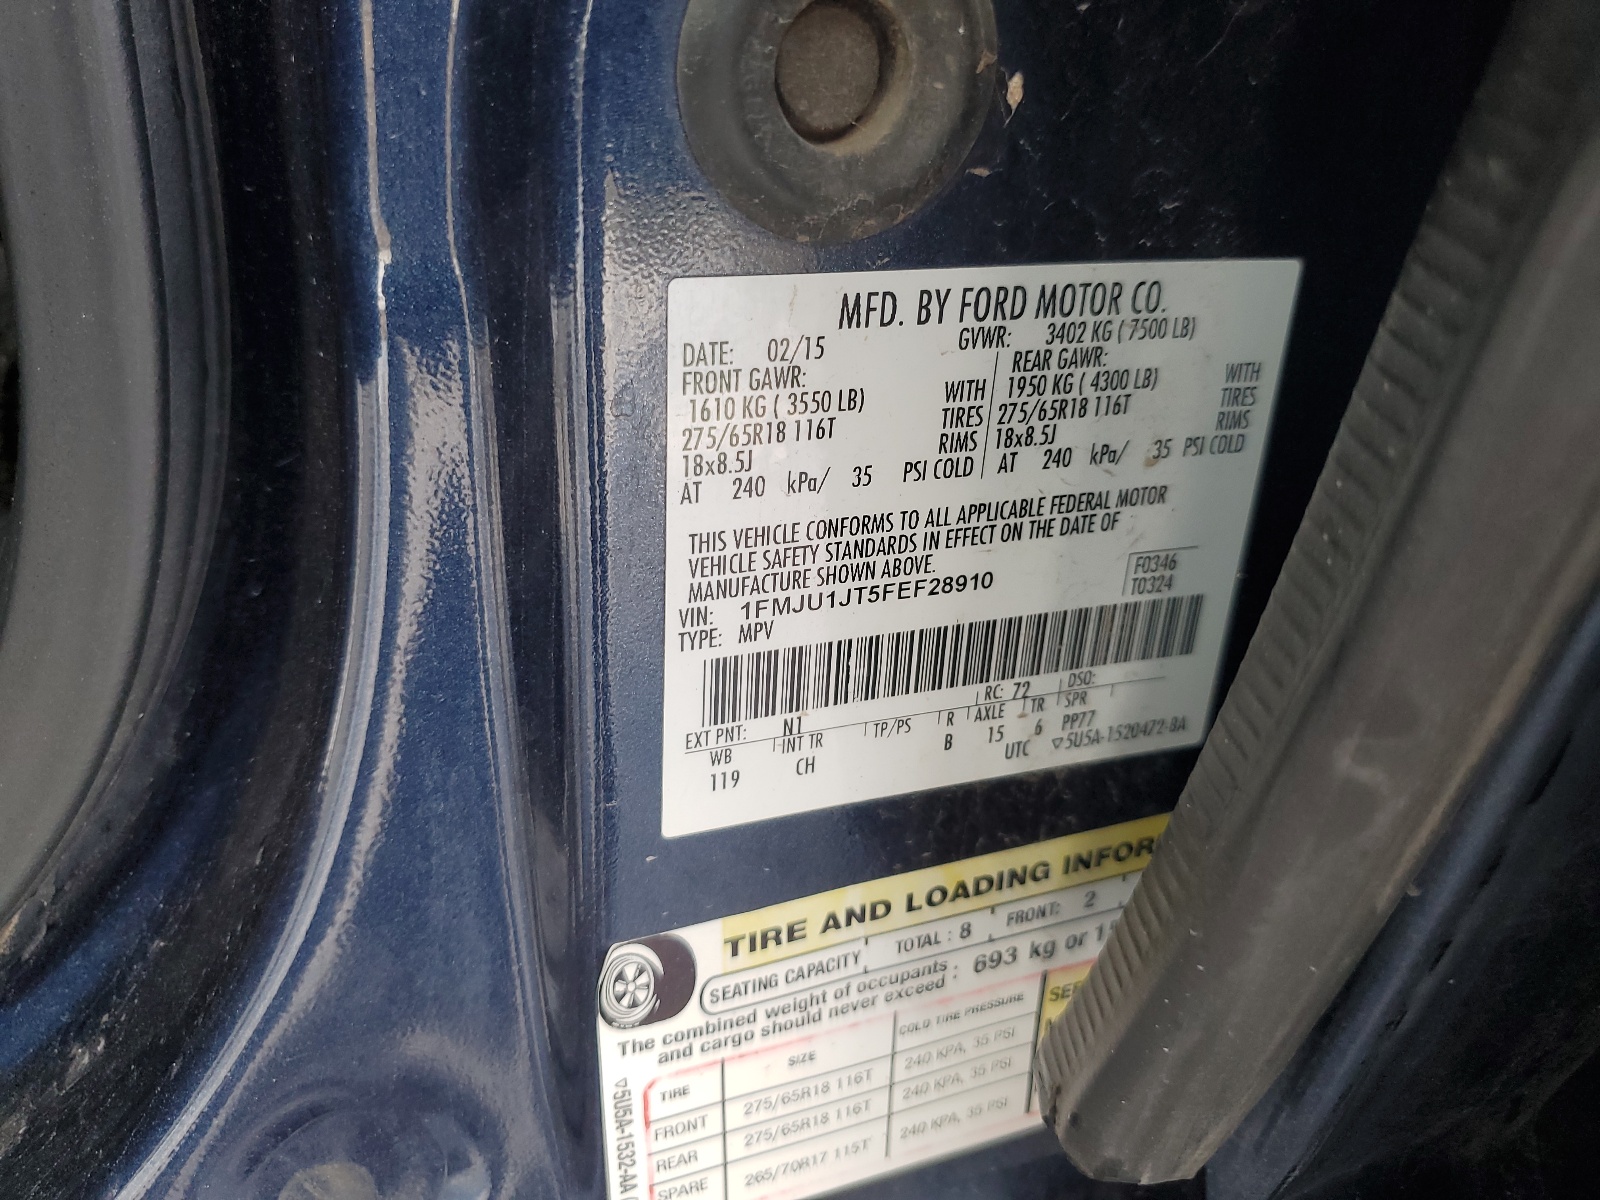 MFD. BY FORD MOTOR CO.
DATE: 02/15 GVWR: 3402 KG ( 7500 LB)
FRONT GAWR: REAR GAWR:
1610 KG ( 3550 LB) WITH 1950 KG ( 4300 LB) WITH
275/65R18 116T TIRES 275/65R18 116T TIRES
18x8.5J RIMS 18x8.5J RIMS
AT 240 kPa/ 35 PSI COLD AT 240 kPa/ 35 PSI COLD
THIS VEHICLE CONFORMS TO ALL APPLICABLE FEDERAL MOTOR
VEHICLE SAFETY STANDARDS IN EFFECT ON THE DATE OF
MANUFACTURE SHOWN ABOVE.
F0346
T0324
VIN: 1FMJU1JT5FEF28910
TYPE: MPV
EXT PNT: N1 RC: 72 DSO:
WB INT TR TP/PS R AXLE TR SPR
119 CH B 15 6 PP77
UTC ▽5U5A-1520472-BA
TIRE AND LOADING INFOR
SEATING CAPACITY TOTAL : 8 FRONT: 2
The combined weight of occupants : 693 kg or 1
and cargo should never exceed :
TIRE SIZE COLD TIRE PRESSURE
FRONT 275/65R18 116T 240 KPA, 35 PSI
REAR 275/65R18 116T 240 KPA, 35 PSI
SPARE 265/70R17 115T 240 KPA, 35 PSI
▽5U5A-1532-AA